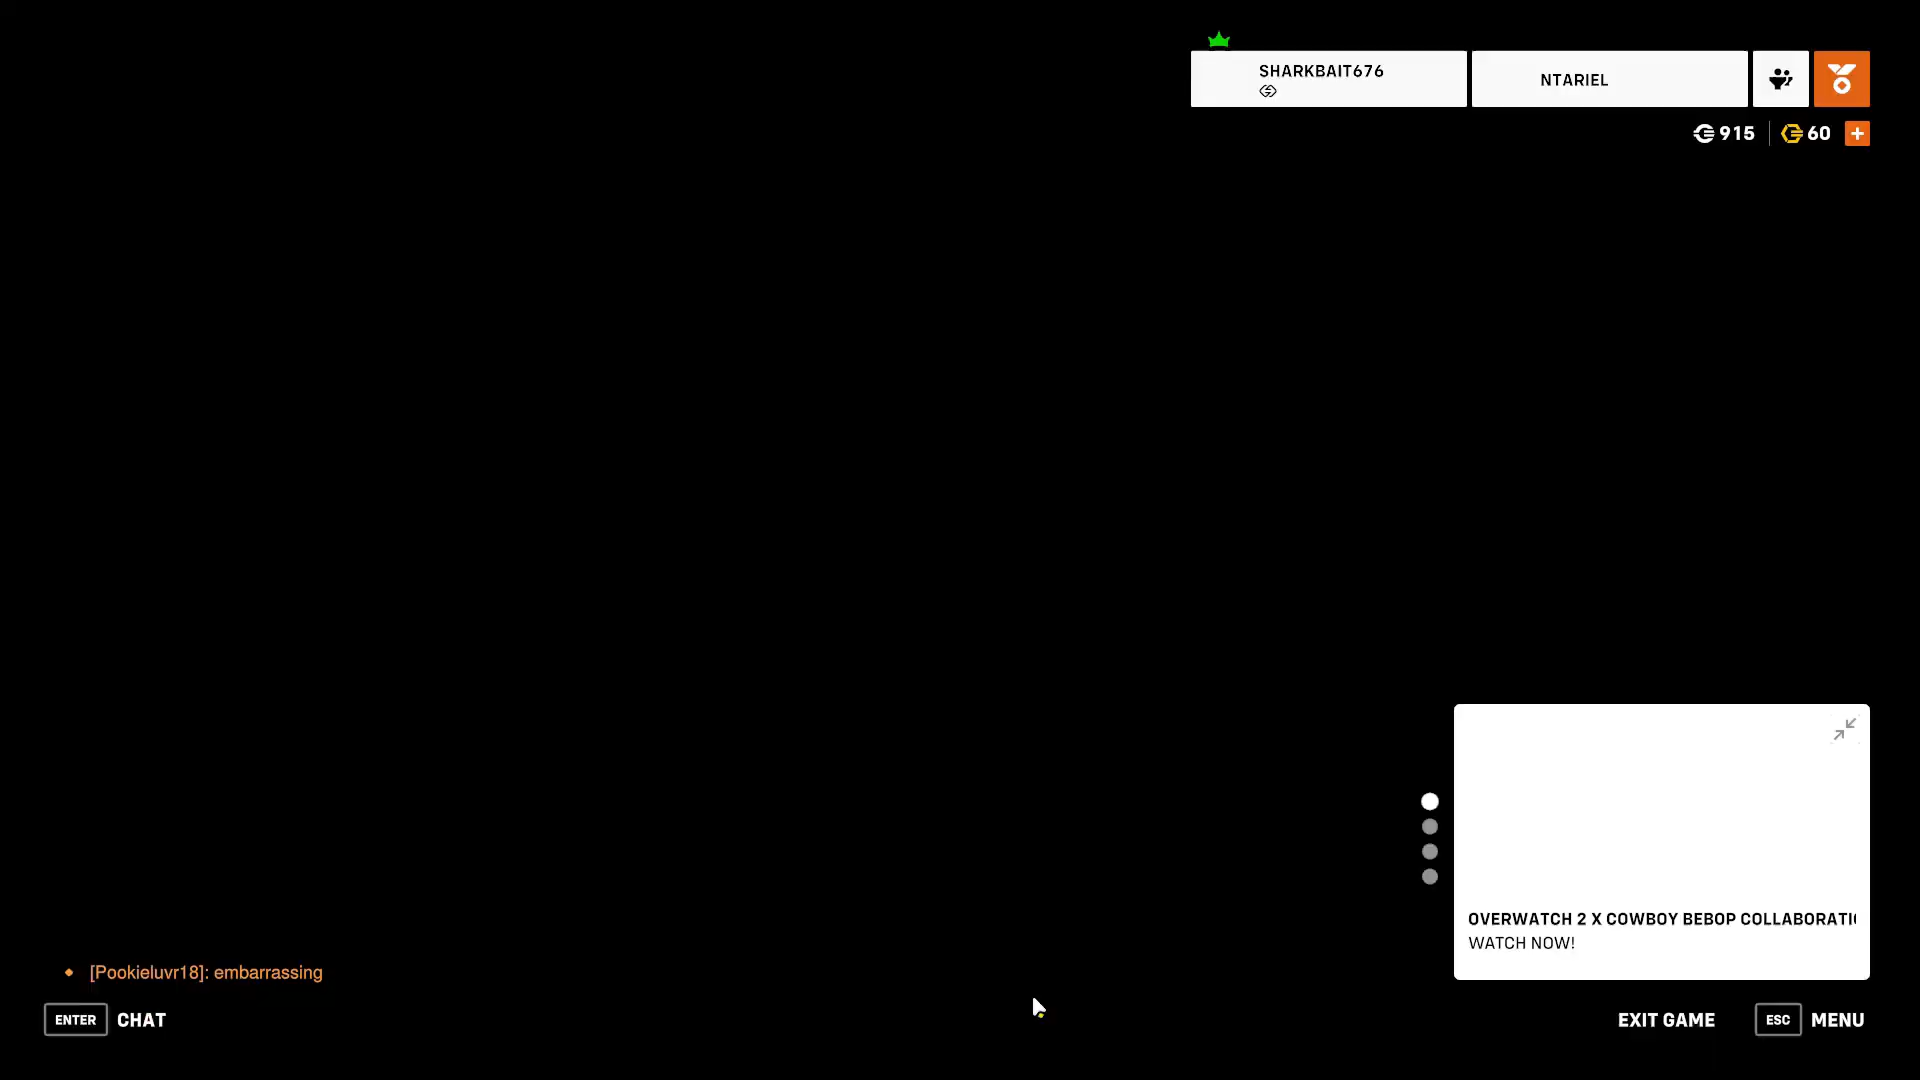 SHARKBAIT676
NTARIEL
915
60
OVERWATCH 2 X COWBOY BEBOP COLLABORATI
WATCH NOW!
[Pookieluvr18]: embarrassing
ENTER CHAT
EXIT GAME
ESC MENU